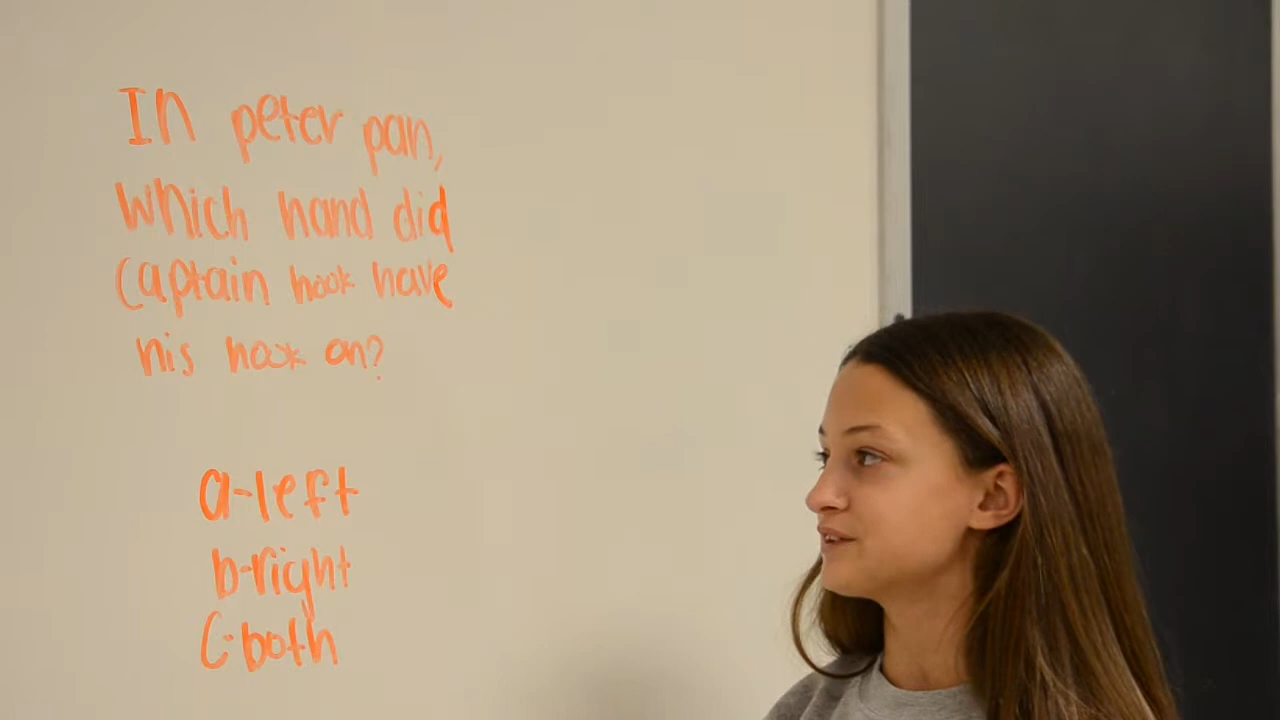 In peter pan,
which hand did
Captain hook have
his hook on?
a-left
b-right
C-both